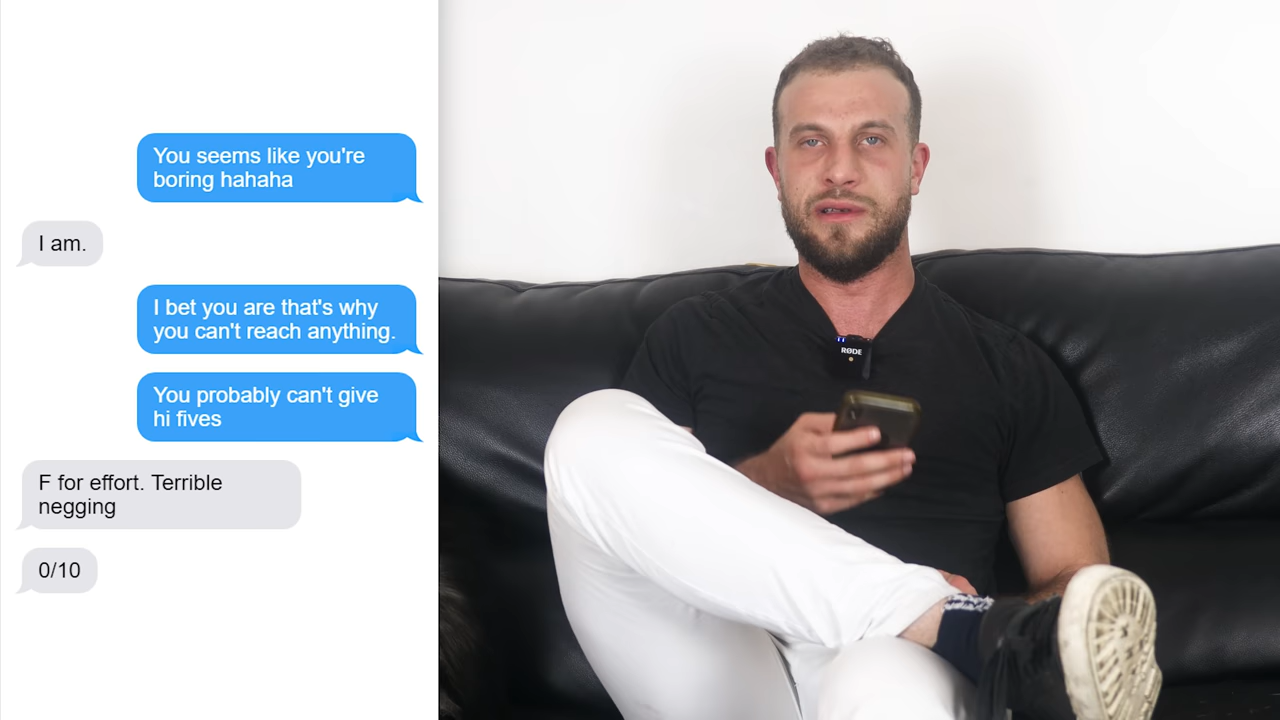 You seems like you're
boring hahaha
I am.
I bet you are that's why
you can't reach anything.
You probably can't give
hi fives
F for effort. Terrible
negging
0/10
RØDE